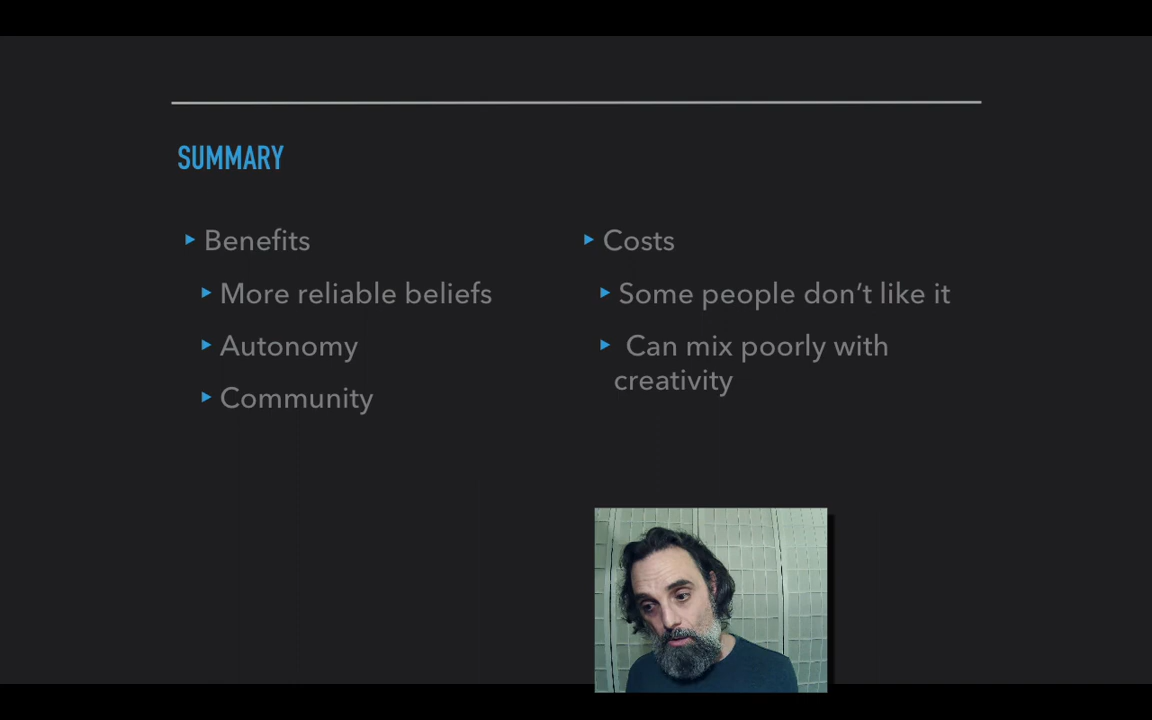 SUMMARY
Benefits
More reliable beliefs
Autonomy
Community
Costs
Some people don't like it
Can mix poorly with
creativity